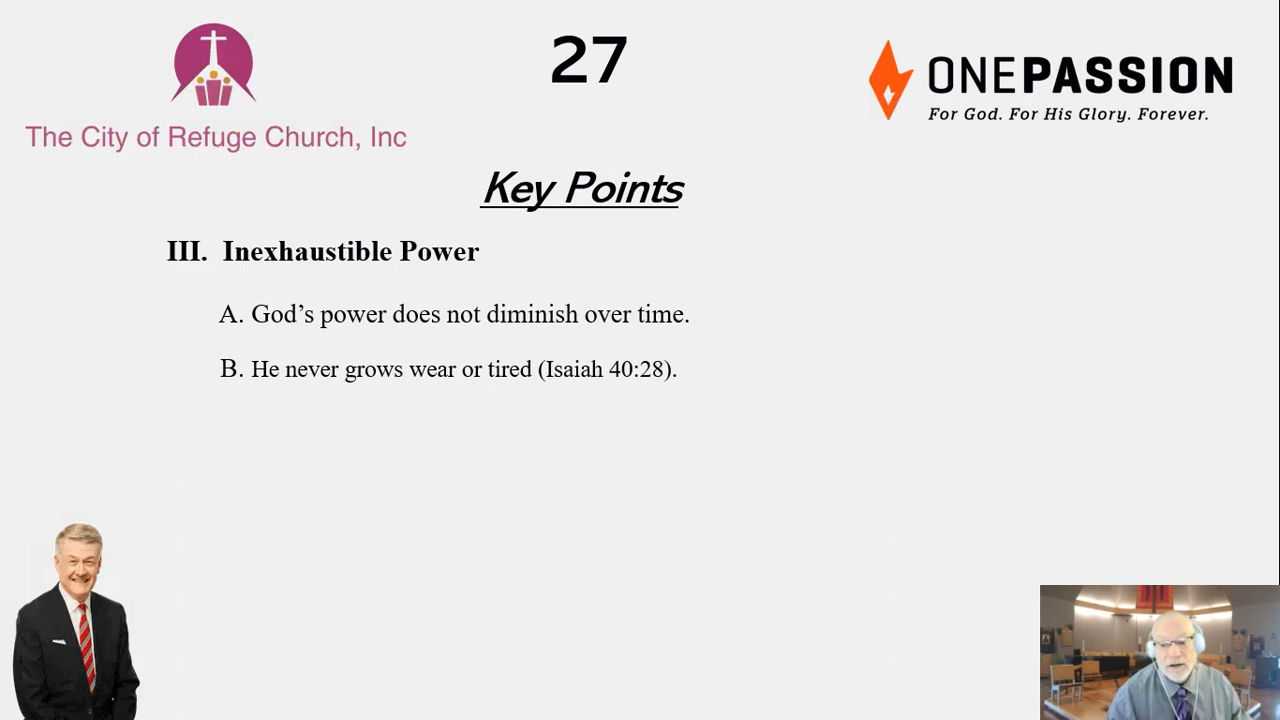 27
The City of Refuge Church, Inc
ONEPASSION
For God. For His Glory. Forever.
Key Points
III. Inexhaustible Power
A. God’s power does not diminish over time.
B. He never grows wear or tired (Isaiah 40:28).